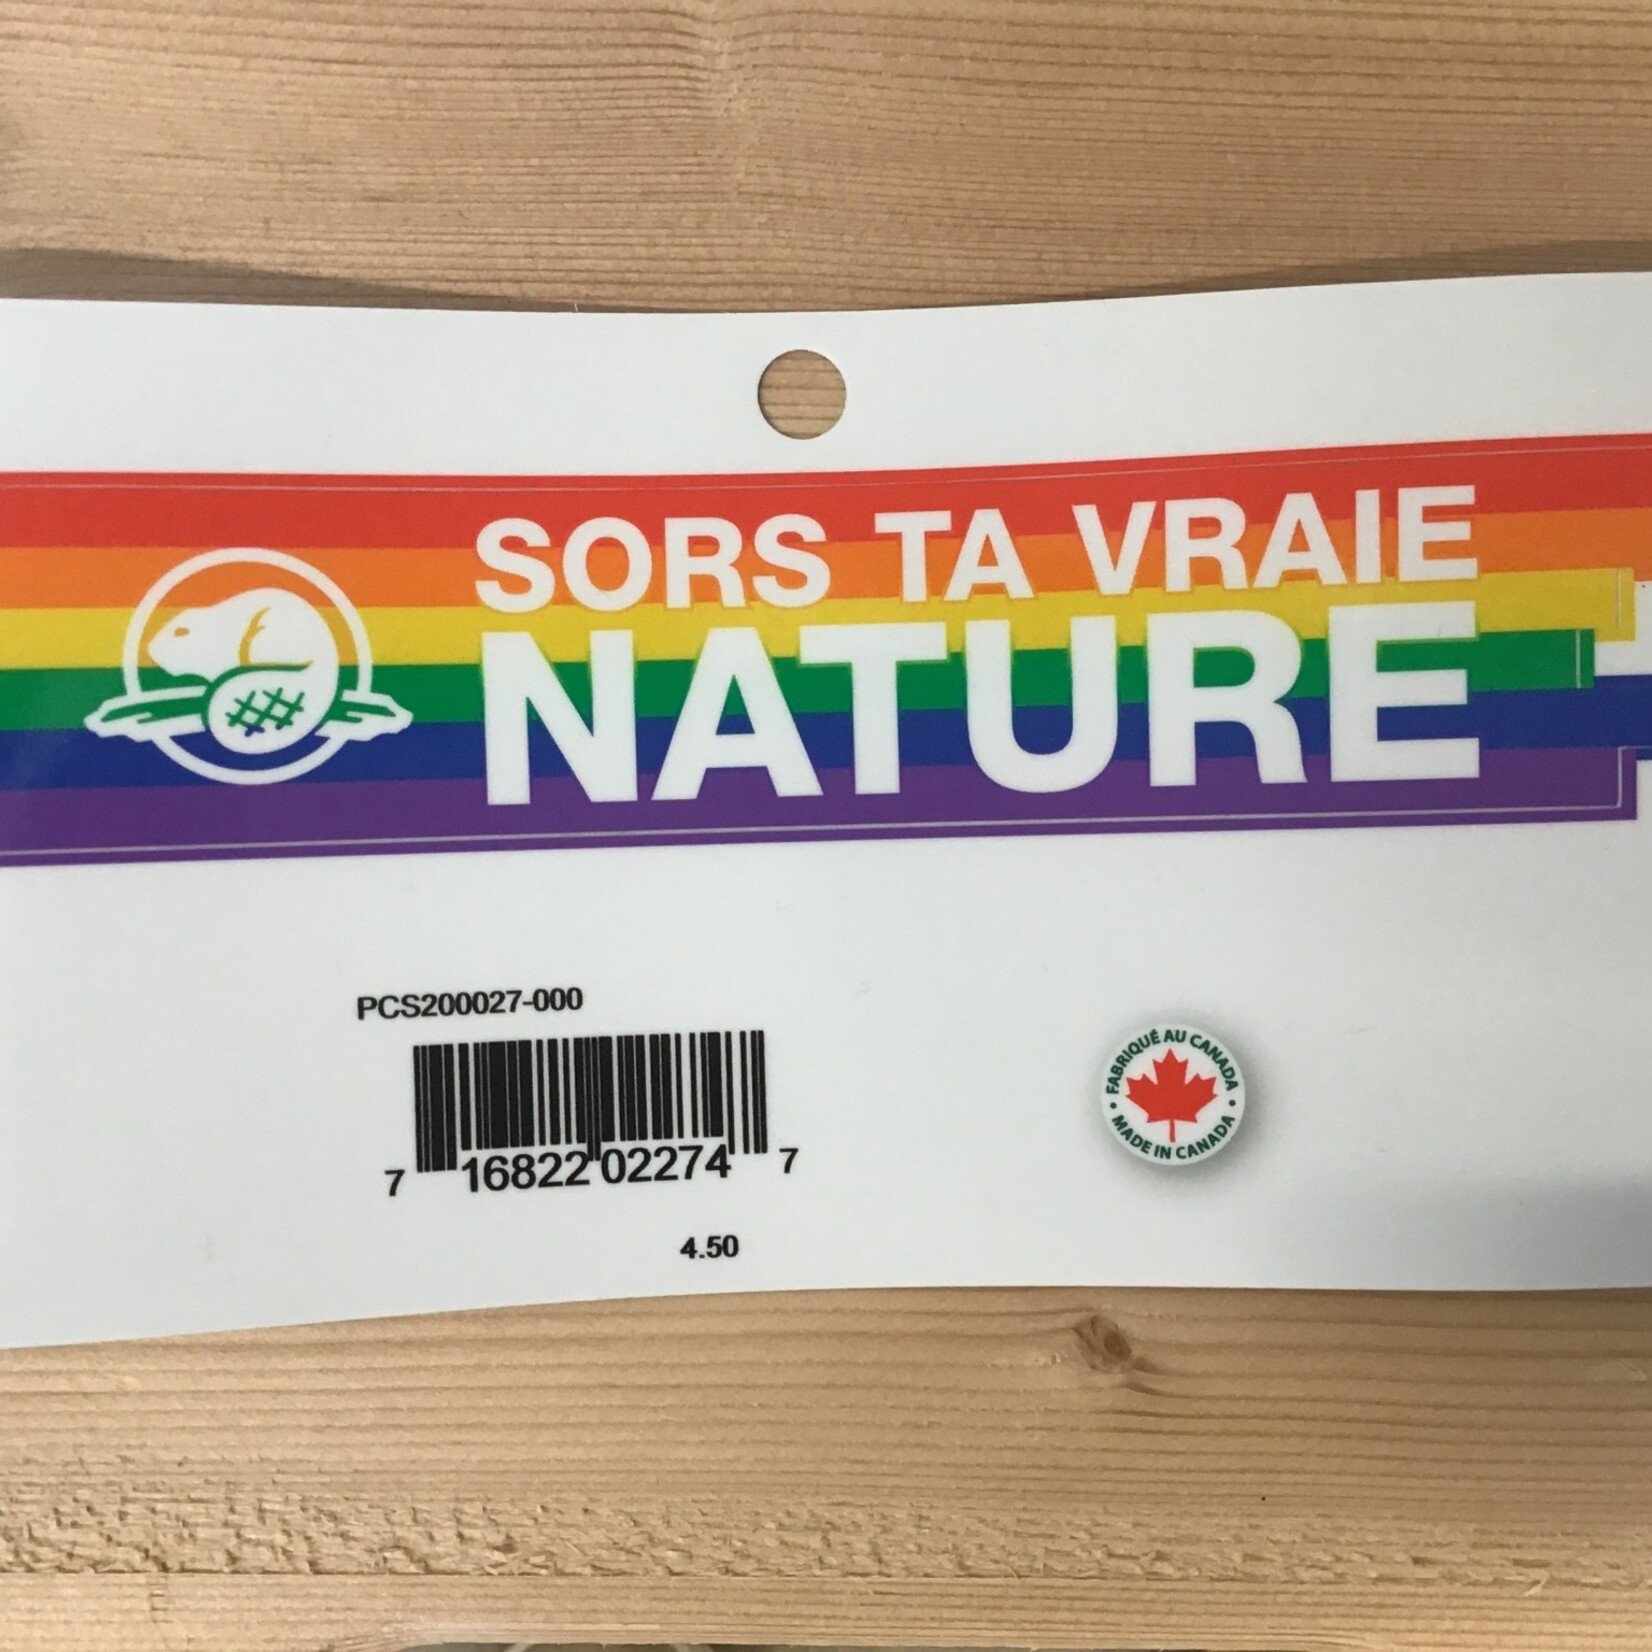 SORS TA VRAIE
NATURE
PCS200027-000
7 16822 02274 7
4.50
• FABRIQUÉ AU CANADA •
MADE IN CANADA